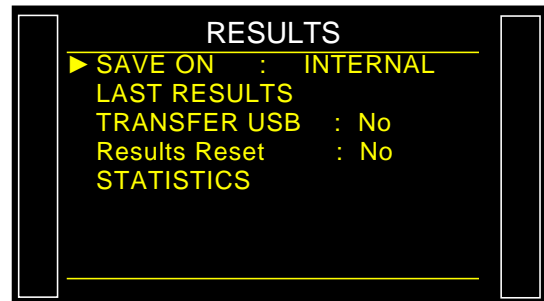 RESULTS
► SAVE ON : INTERNAL
LAST RESULTS
TRANSFER USB : No
Results Reset : No
STATISTICS